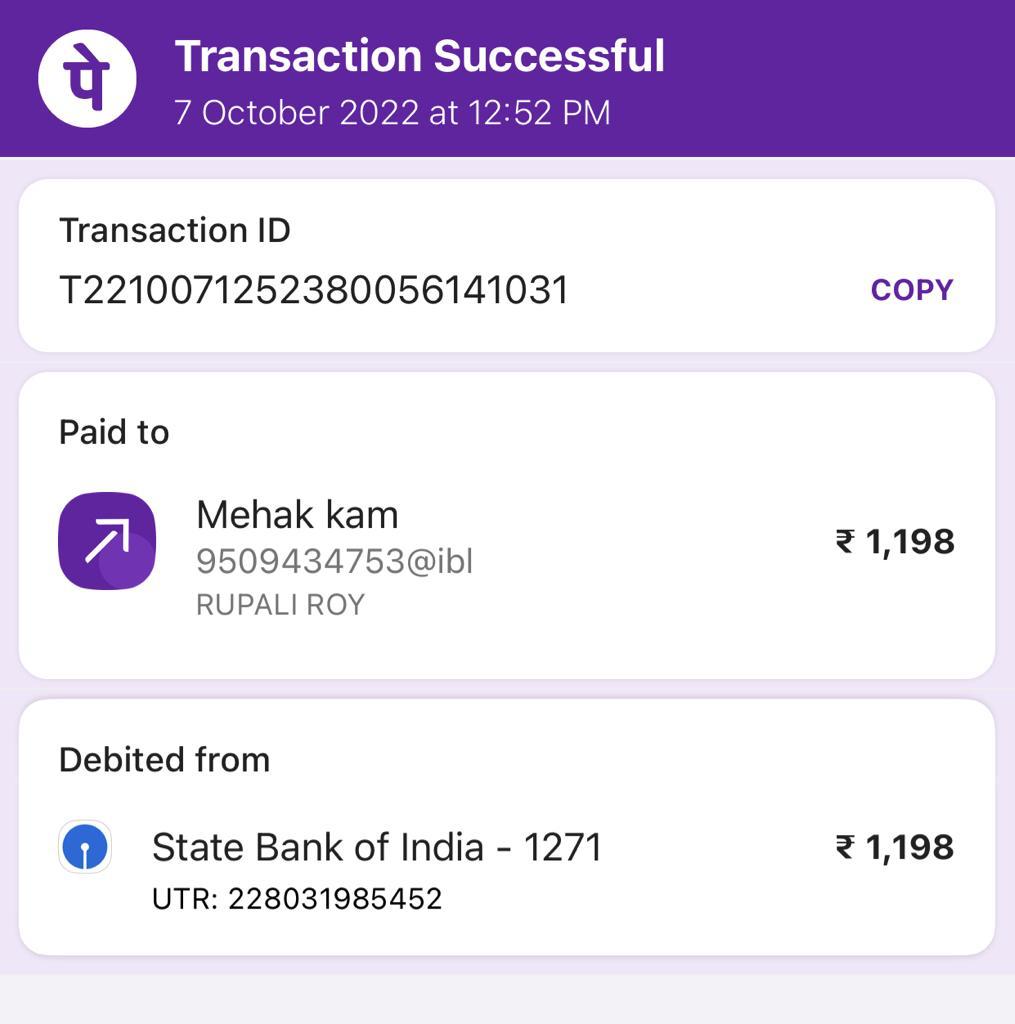 पे
Transaction Successful
7 October 2022 at 12:52 PM
Transaction ID
T2210071252380056141031
COPY
Paid to
Mehak kam
₹ 1,198
9509434753@ibl
RUPALI ROY
Debited from
State Bank of India - 1271
₹ 1,198
UTR: 228031985452